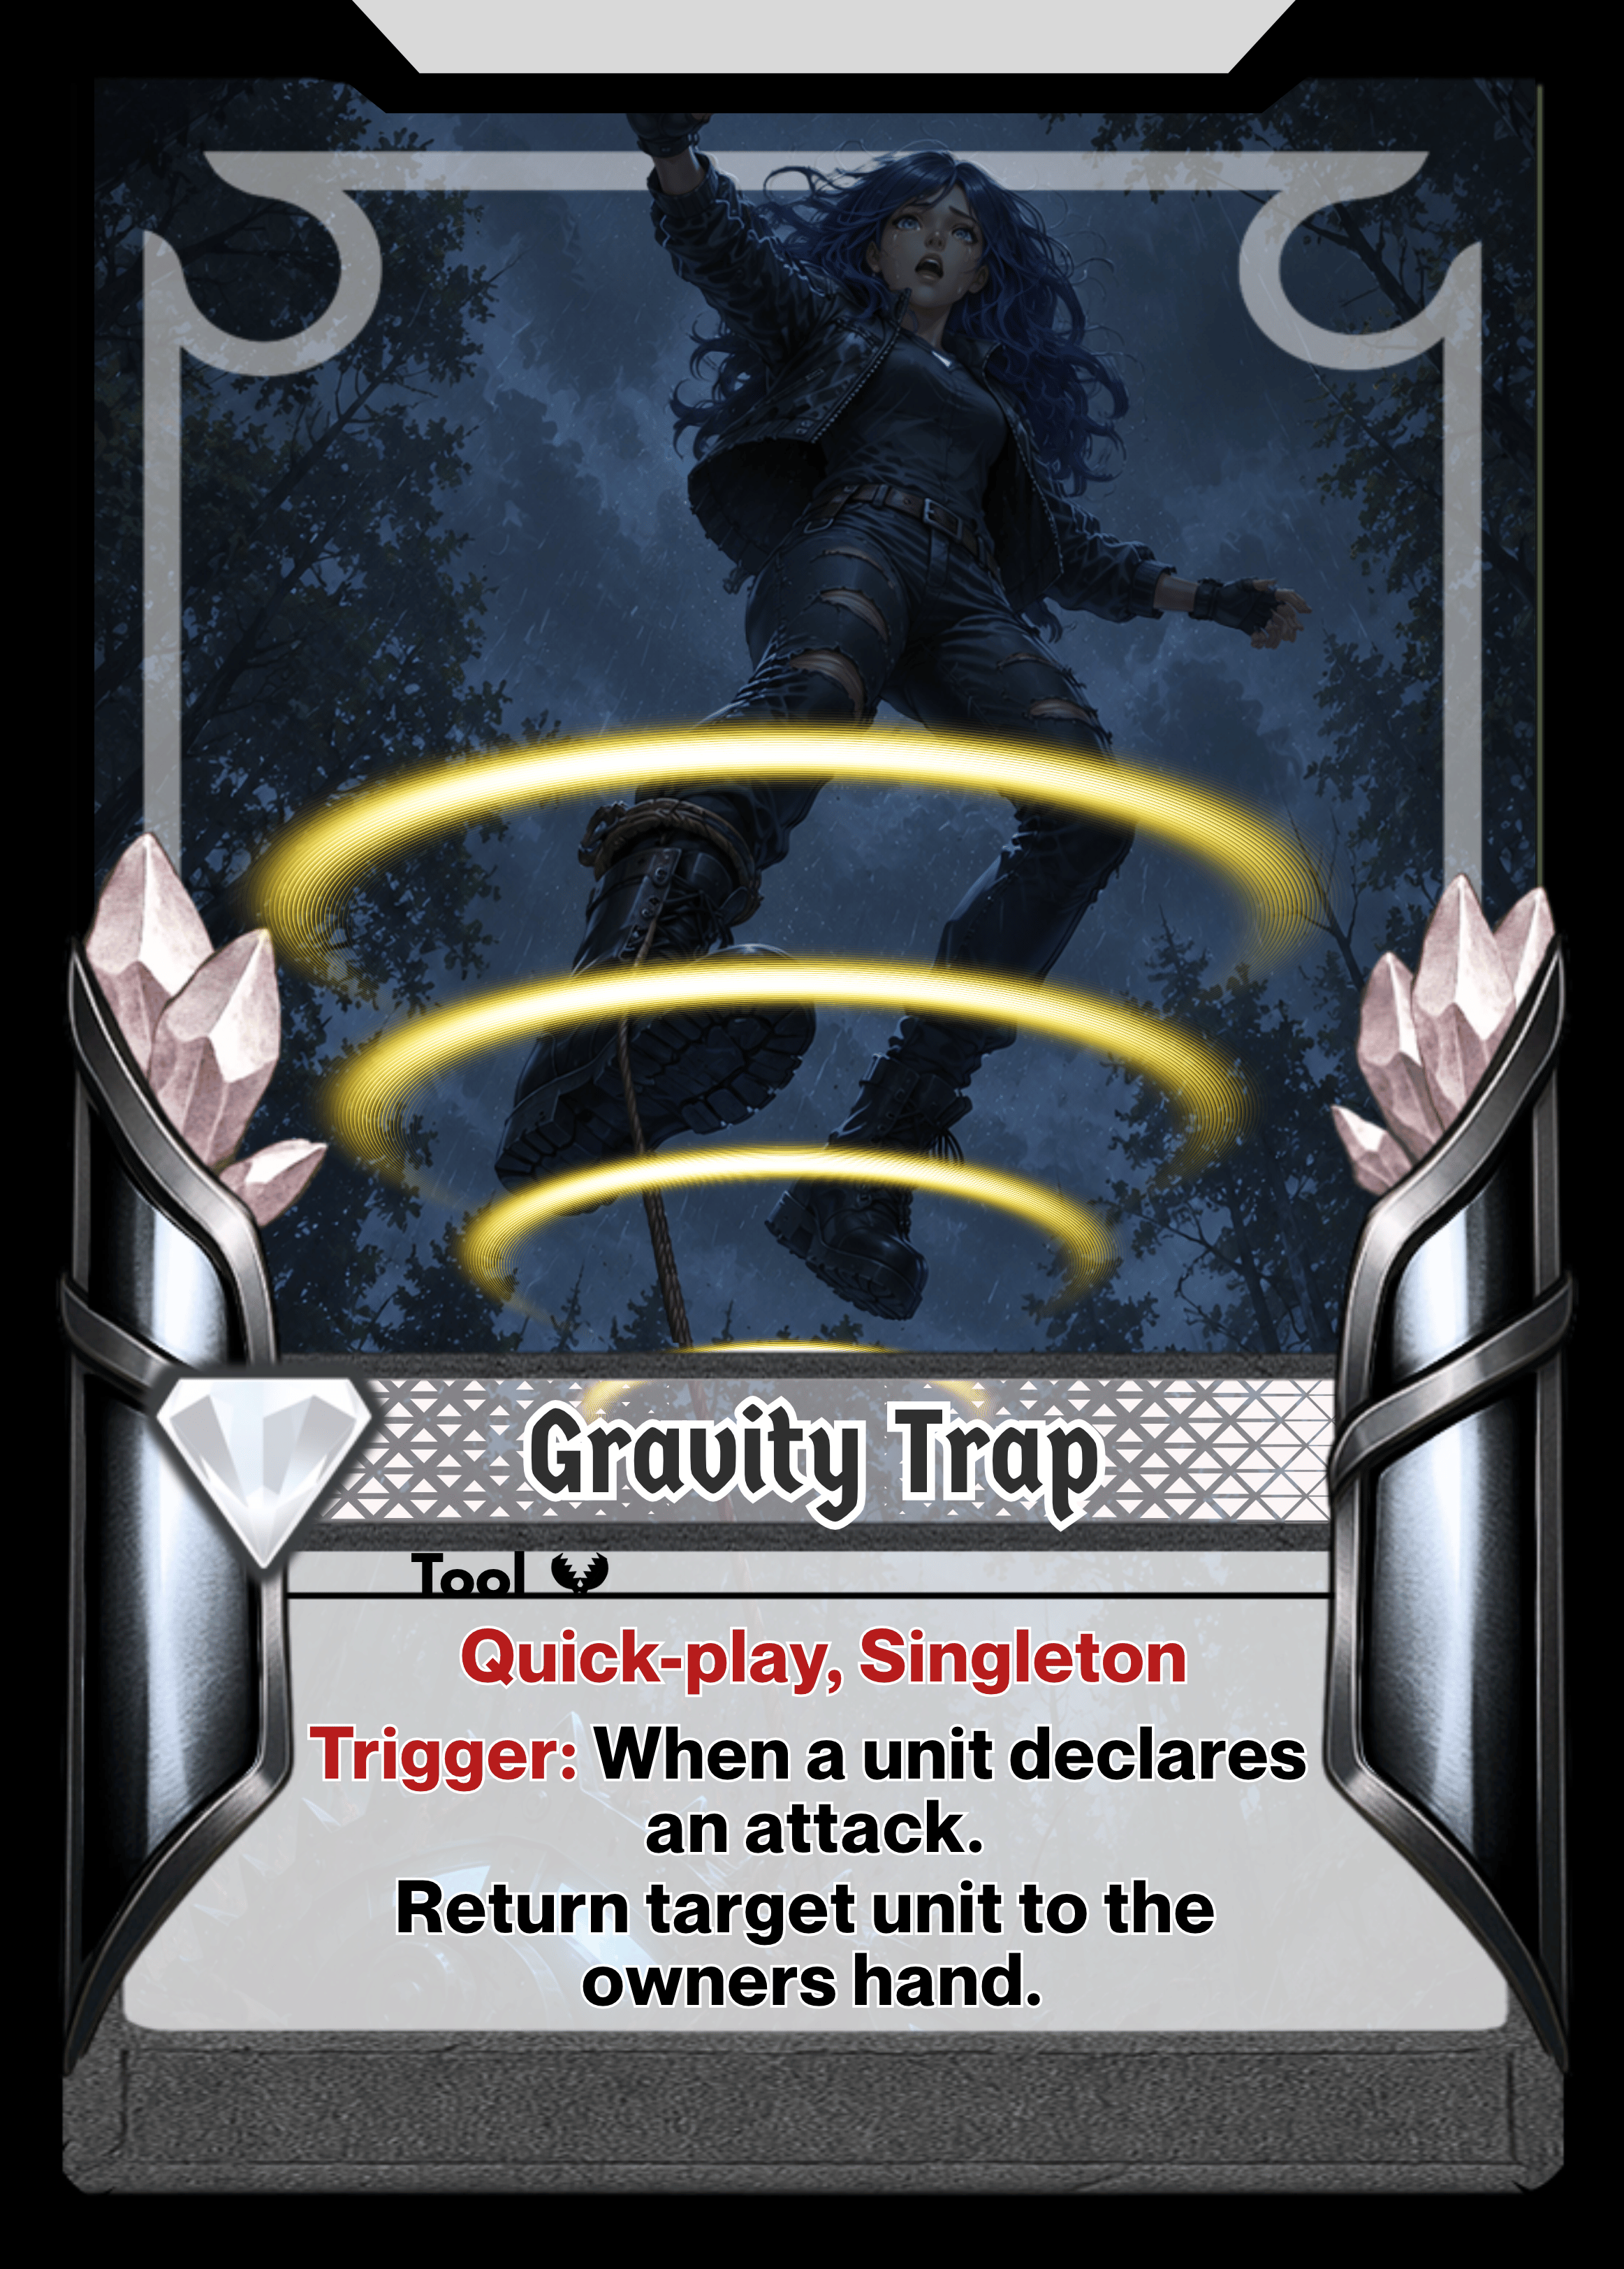 Gravity Trap
Tool
Quick-play, Singleton
Trigger: When a unit declares
an attack.
Return target unit to the
owners hand.